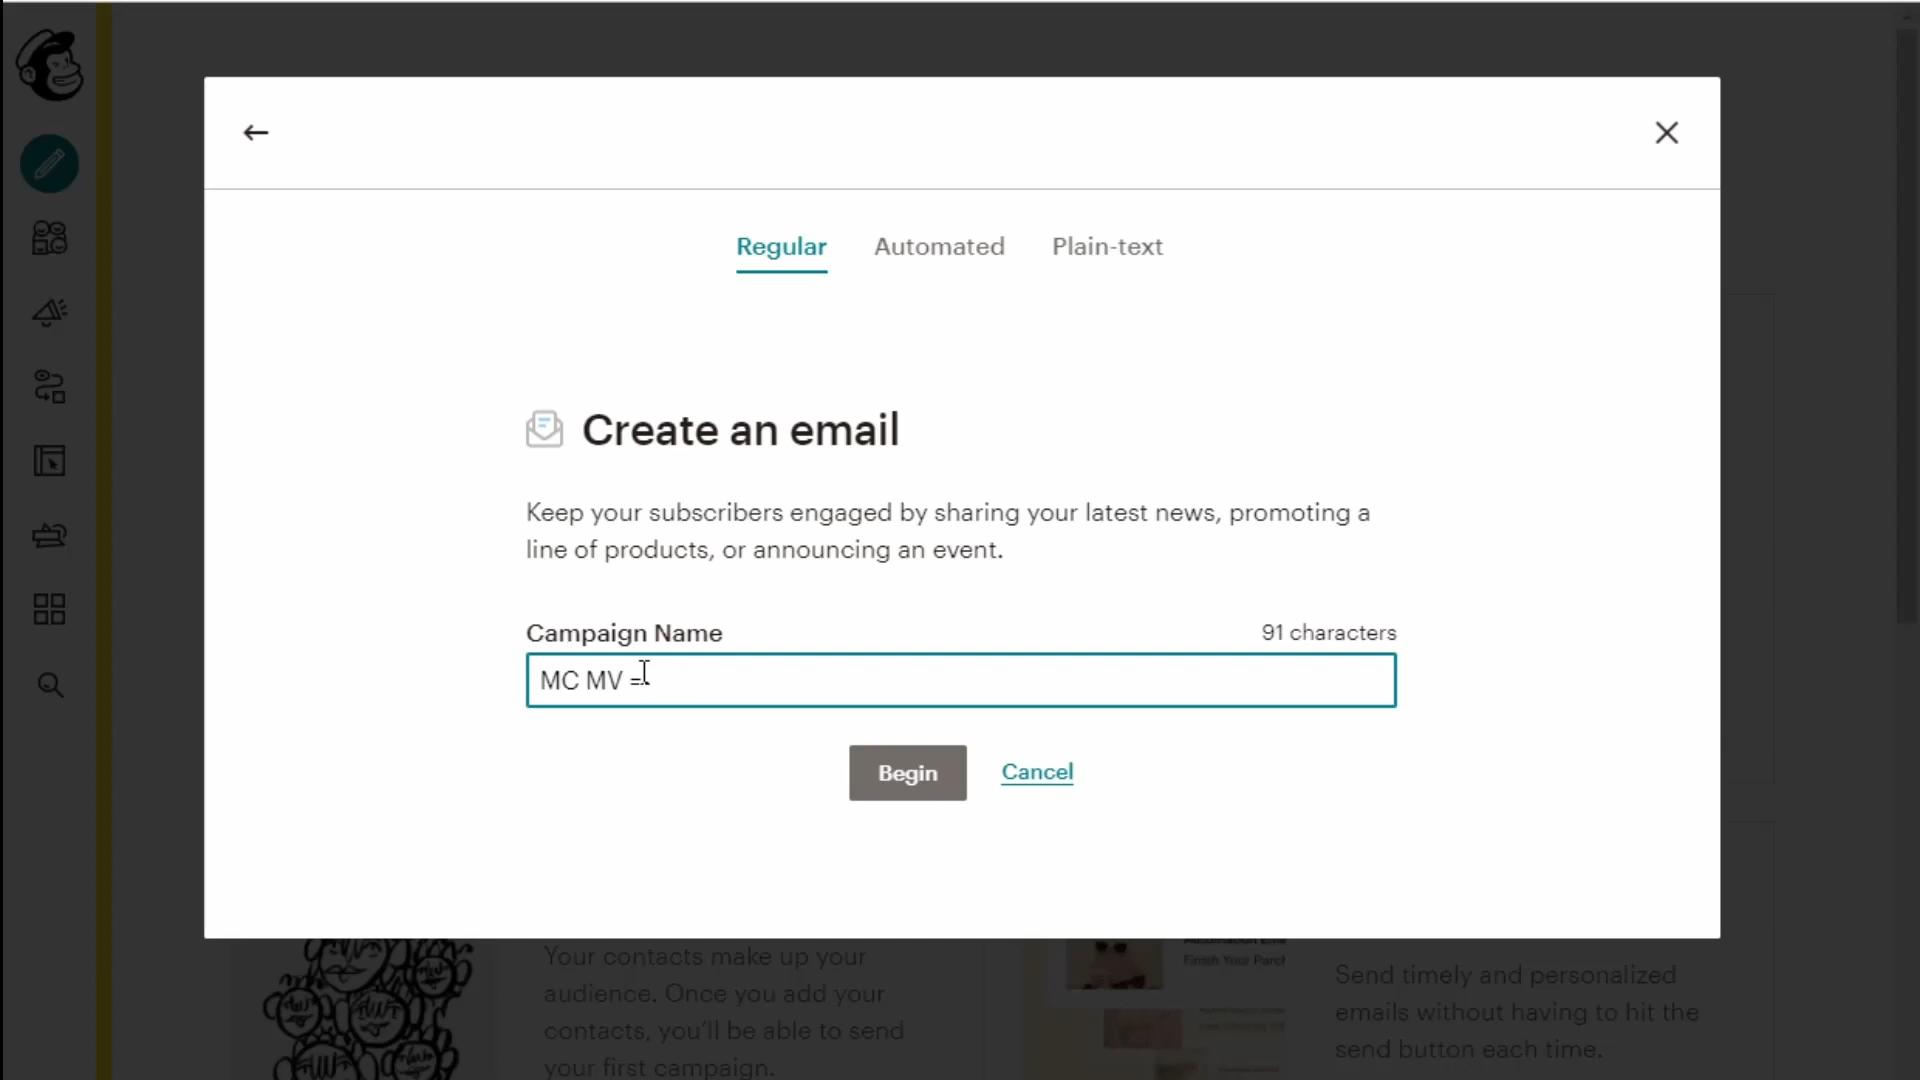 Regular Automated Plain-text
Create an email
Keep your subscribers engaged by sharing your latest news, promoting a
line of products, or announcing an event.
Campaign Name 91 characters
MC MV =
Begin Cancel
Your contacts make up your
audience. Once you add your
contacts, you'll be able to send
your first campaign.
Finish Your Purch
Send timely and personalized
emails without having to hit the
send button each time.